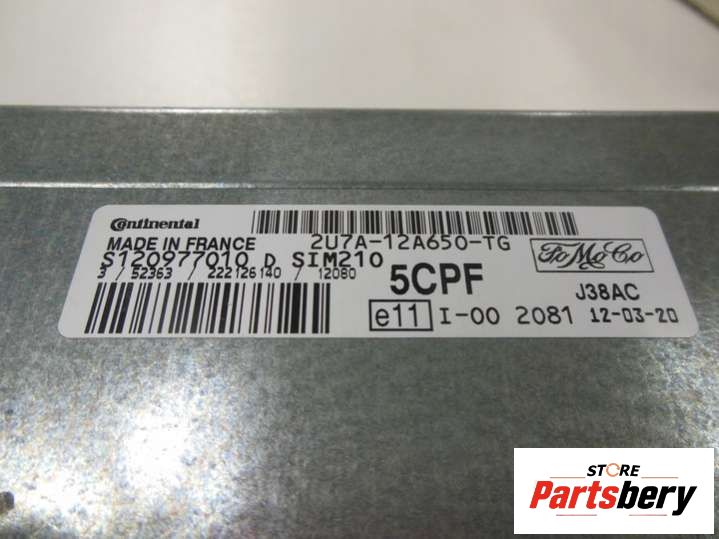 Continental
MADE IN FRANCE 2U7A-12A650-TG
S120977010 D SIM210
3 / 52363 / 222126140 / 12080
5CPF
FoMoCo
J38AC
e11 I-00 2081 12-03-20
STORE
Partsbery